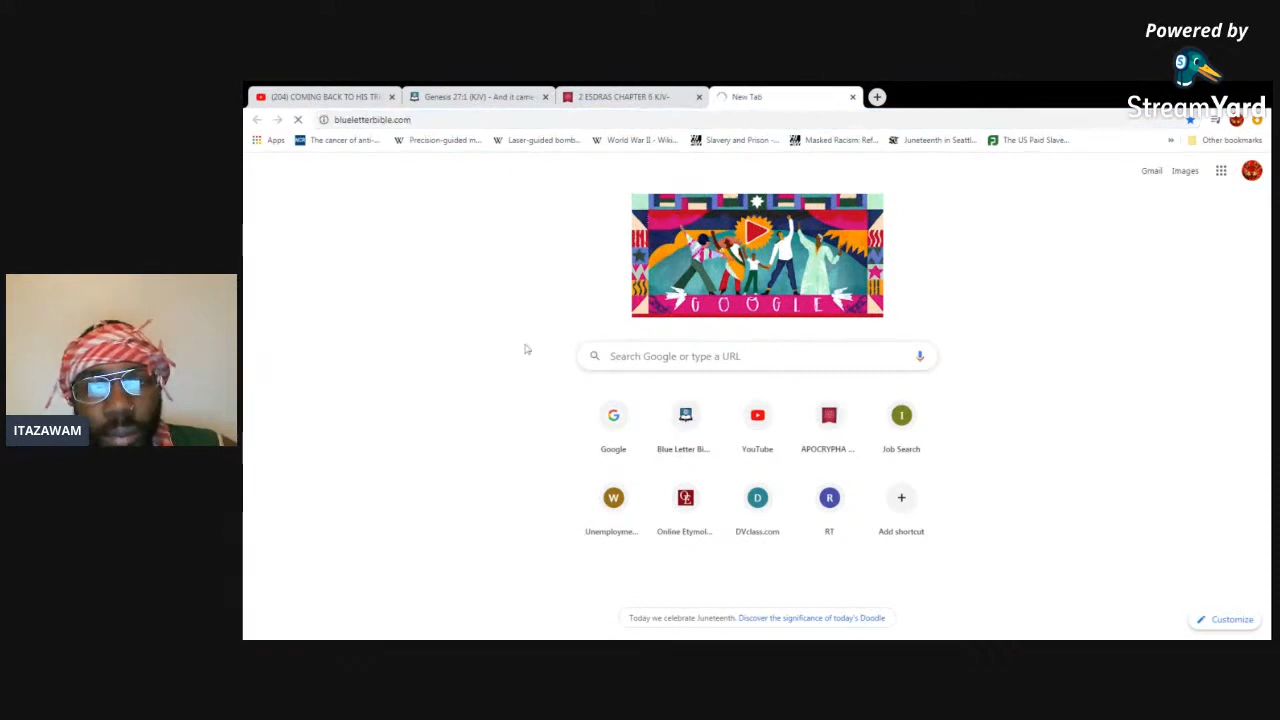 Powered by
StreamYard
(204) COMING BACK TO HIS TRI
Genesis 27:1 (KJV) - And it came
2 ESDRAS CHAPTER 6 KJV-
New Tab
blueletterbible.com
Apps
The cancer of anti-...
Precision-guided m...
Laser-guided bomb...
World War II - Wiki...
Slavery and Prison -...
Masked Racism: Ref...
Juneteenth in Seattl...
The US Paid Slave...
»
Other bookmarks
Gmail
Images
GOOGLE
Search Google or type a URL
Google
Blue Letter Bi...
YouTube
APOCRYPHA ...
I
Job Search
W
Unemployme...
Online Etymol...
D
DVclass.com
R
RT
Add shortcut
ITAZAWAM
Today we celebrate Juneteenth. Discover the significance of today's Doodle
Customize